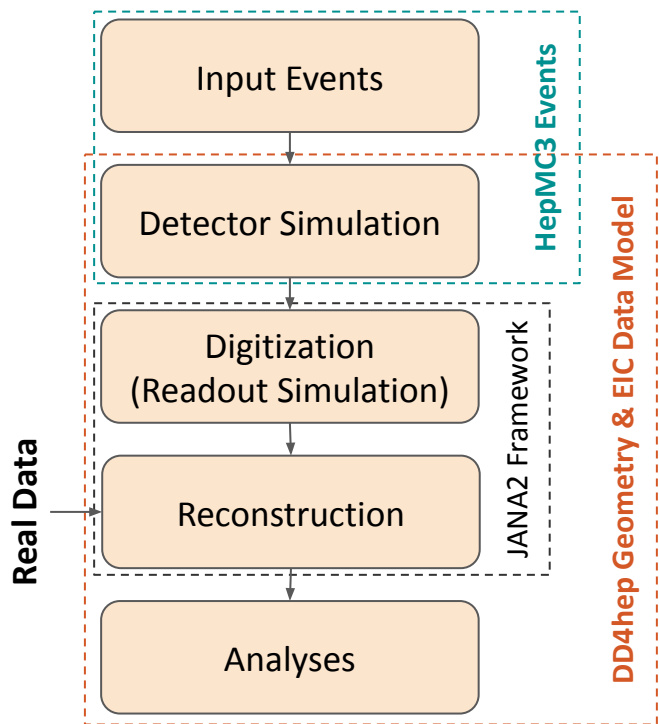 Input Events
HepMC3 Events
Detector Simulation
DD4hep Geometry & EIC Data Model
Digitization
(Readout Simulation)
JANA2 Framework
Real Data
Reconstruction
Analyses